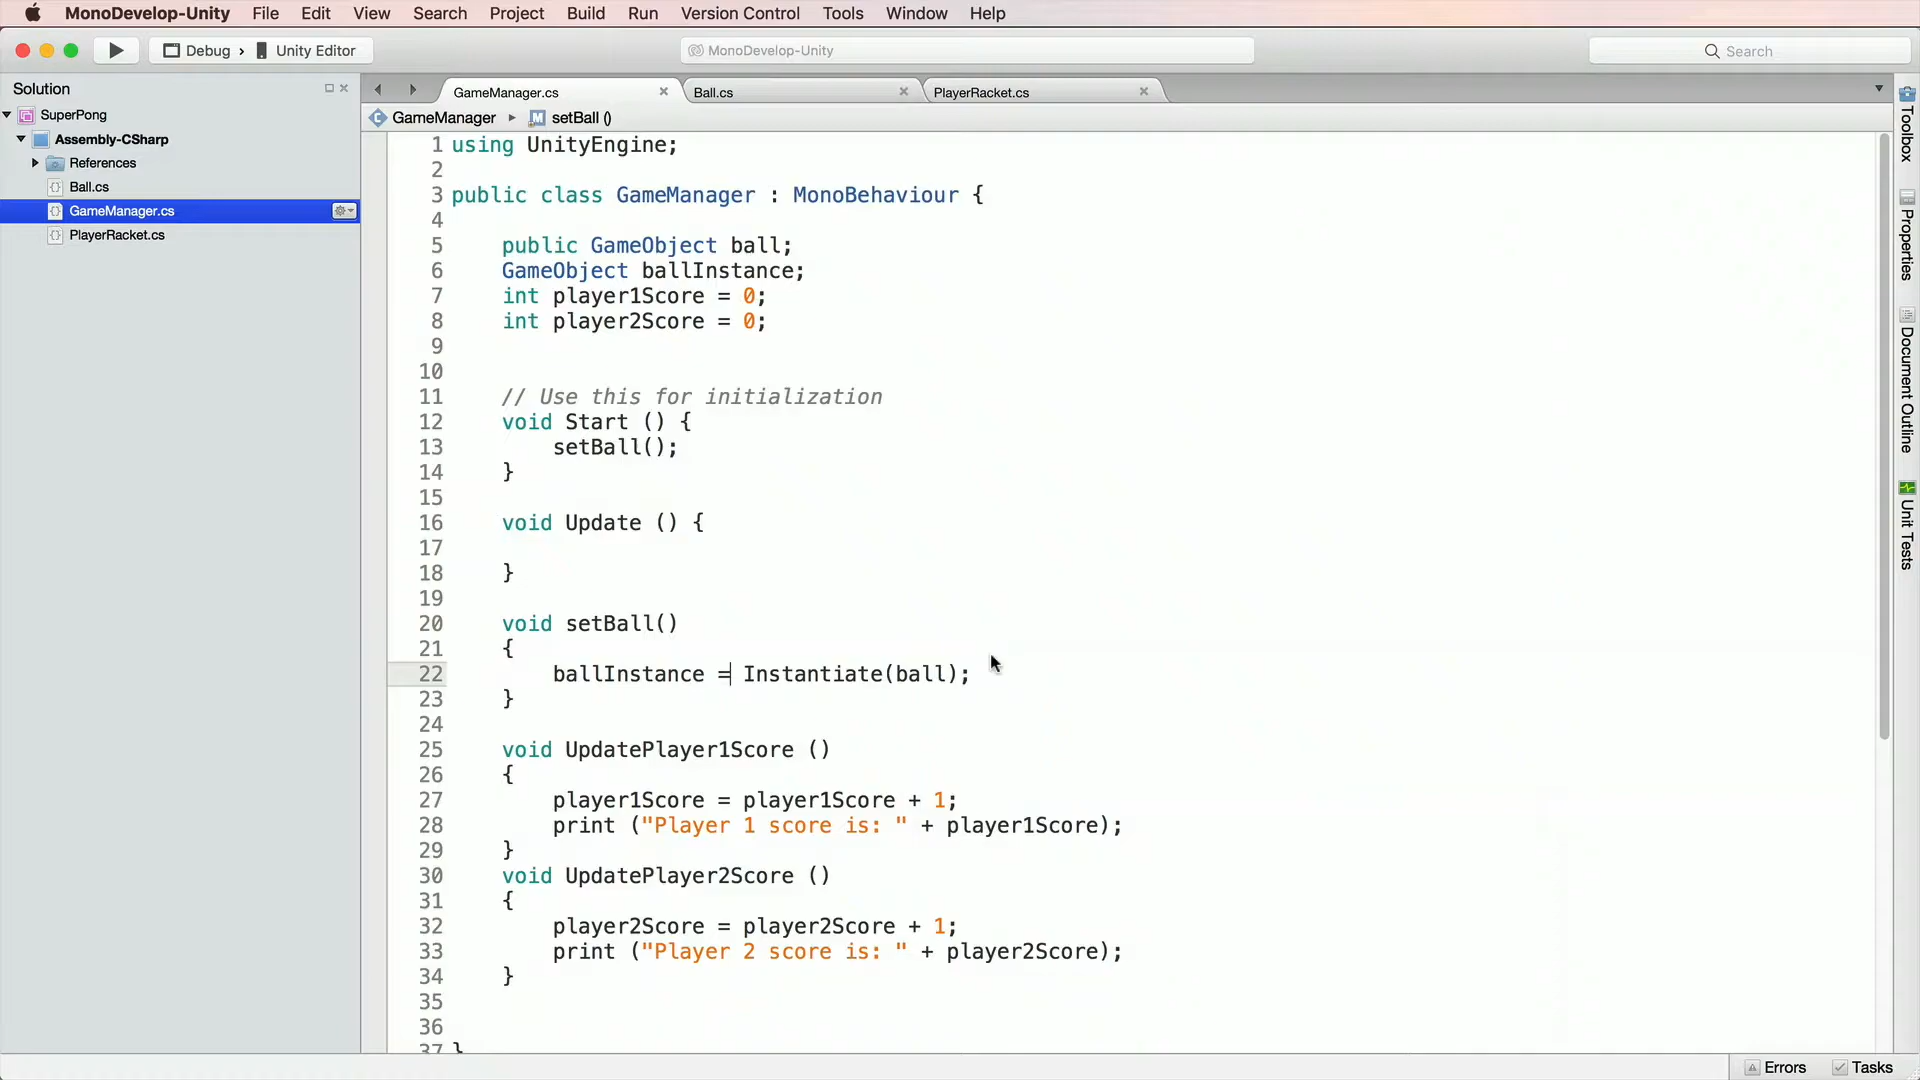 MonoDevelop-Unity File Edit View Search Project Build Run Version Control Tools Window Help
Debug › Unity Editor
MonoDevelop-Unity
Search
Solution
SuperPong
Assembly-CSharp
References
Ball.cs
GameManager.cs
PlayerRacket.cs
GameManager.cs Ball.cs PlayerRacket.cs
GameManager setBall ()
1 using UnityEngine;
2
3 public class GameManager : MonoBehaviour {
4
5 public GameObject ball;
6 GameObject ballInstance;
7 int player1Score = 0;
8 int player2Score = 0;
9
10
11 // Use this for initialization
12 void Start () {
13 setBall();
14 }
15
16 void Update () {
17
18 }
19
20 void setBall()
21 {
22 ballInstance = Instantiate(ball);
23 }
24
25 void UpdatePlayer1Score ()
26 {
27 player1Score = player1Score + 1;
28 print ("Player 1 score is: " + player1Score);
29 }
30 void UpdatePlayer2Score ()
31 {
32 player2Score = player2Score + 1;
33 print ("Player 2 score is: " + player2Score);
34 }
35
36
37 }
Toolbox
Properties
Document Outline
Unit Tests
Errors Tasks